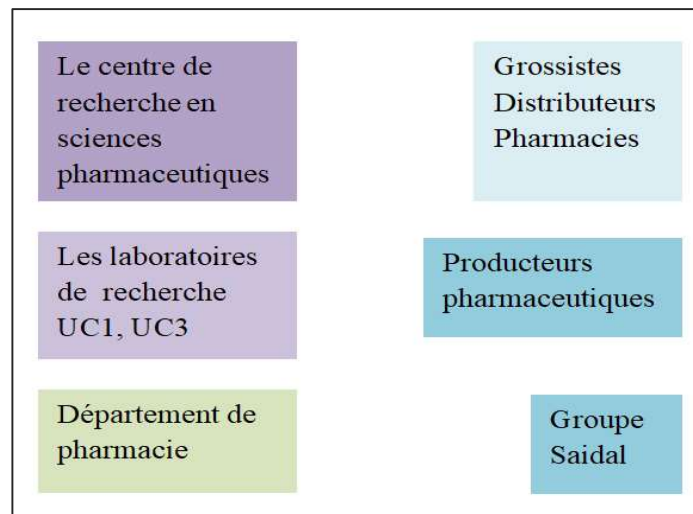 Le centre de
recherche en
sciences
pharmaceutiques
Grossistes
Distributeurs
Pharmacies
Les laboratoires
de recherche
UC1, UC3
Producteurs
pharmaceutiques
Département de
pharmacie
Groupe
Saidal